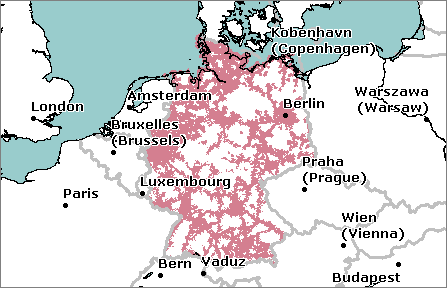 København
(Copenhagen)
Amsterdam
London
Berlin
Warszawa
(Warsaw)
Bruxelles
(Brussels)
Praha
(Prague)
Luxembourg
Paris
Wien
(Vienna)
Bern
Vaduz
Budapest